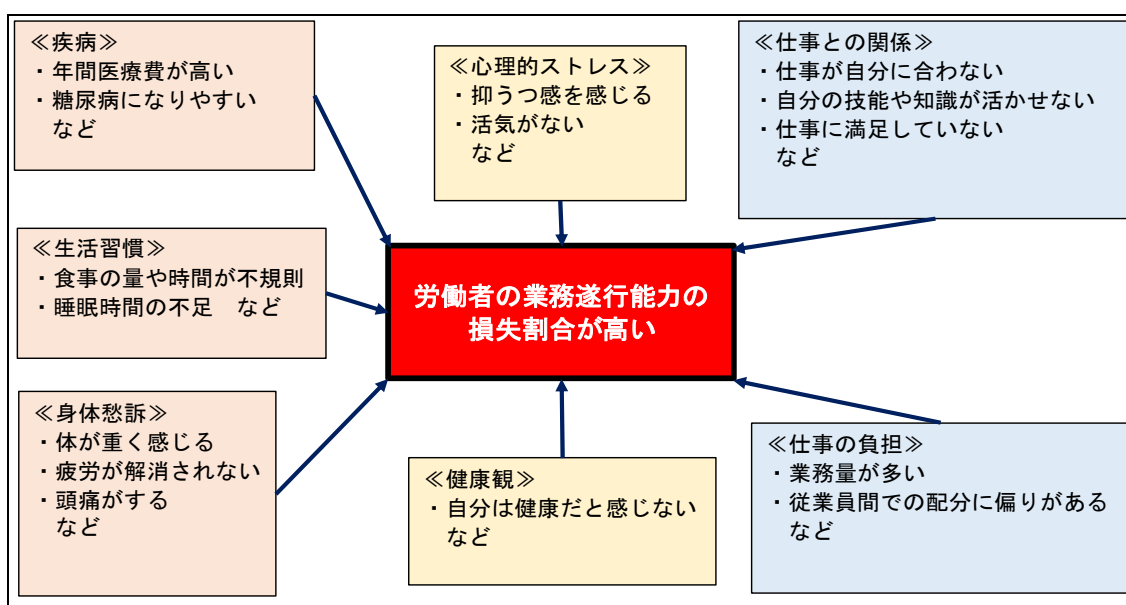 ≪疾病≫
・年間医療費が高い
・糖尿病になりやすい
など
≪心理的ストレス≫
・抑うつ感を感じる
・活気がない
など
≪仕事との関係≫
・仕事が自分に合わない
・自分の技能や知識が活かせない
・仕事に満足していない
など
≪生活習慣≫
・食事の量や時間が不規則
・睡眠時間の不足　など
労働者の業務遂行能力の
損失割合が高い
≪身体愁訴≫
・体が重く感じる
・疲労が解消されない
・頭痛がする
など
≪健康観≫
・自分は健康だと感じない
など
≪仕事の負担≫
・業務量が多い
・従業員間での配分に偏りがある
など